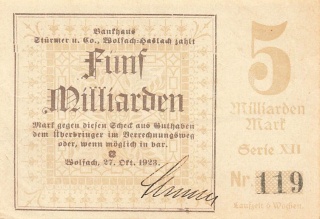 Bankhaus
Stürmer u. Co., Wolfach-Haslach zahlt
Fünf
Milliarden
Mark gegen diesen Scheck aus Guthaben
dem Überbringer im Verrechnungsweg
oder, wenn möglich in bar.
Wolfach, 27. Okt. 1923.
5
Milliarden
Mark
Serie XII
Nr. 119